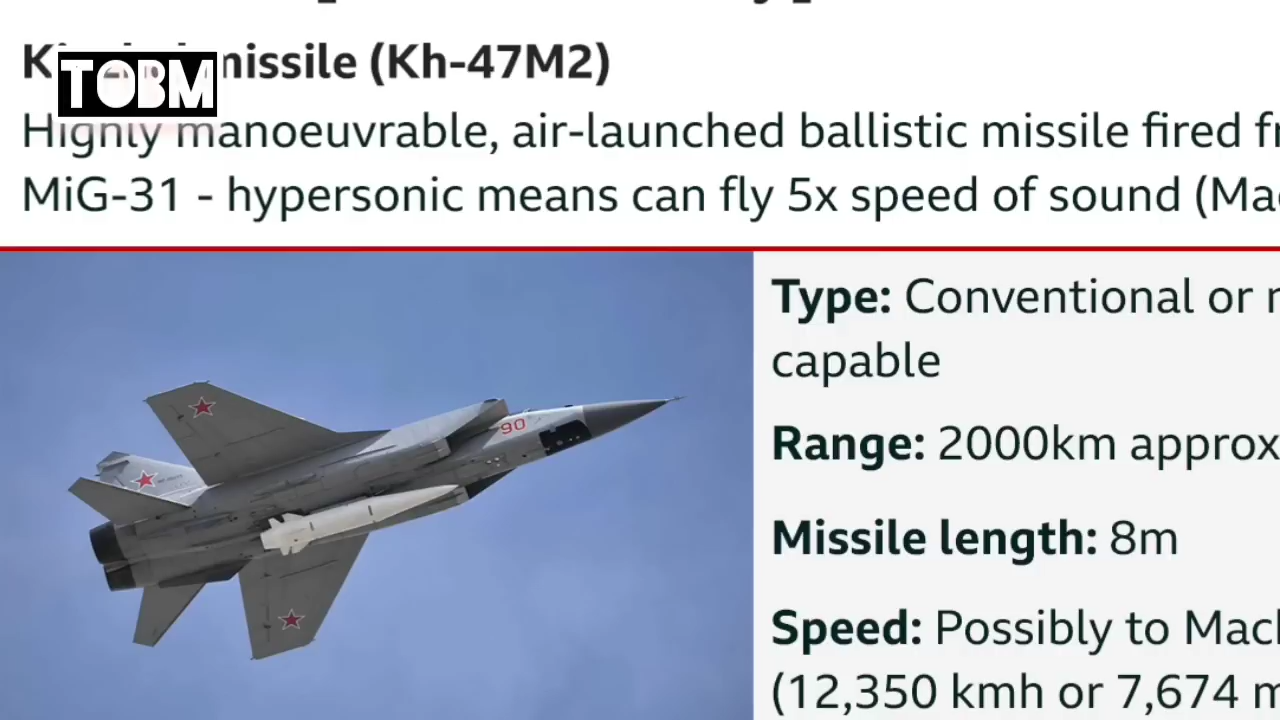 TOBM
missile (Kh-47M2)
Highly manoeuvrable, air-launched ballistic missile fired
MiG-31 - hypersonic means can fly 5x speed of sound
90
Type: Conventional or
capable
Range: 2000km approx
Missile length: 8m
Speed: Possibly to
(12,350 kmh or 7,674